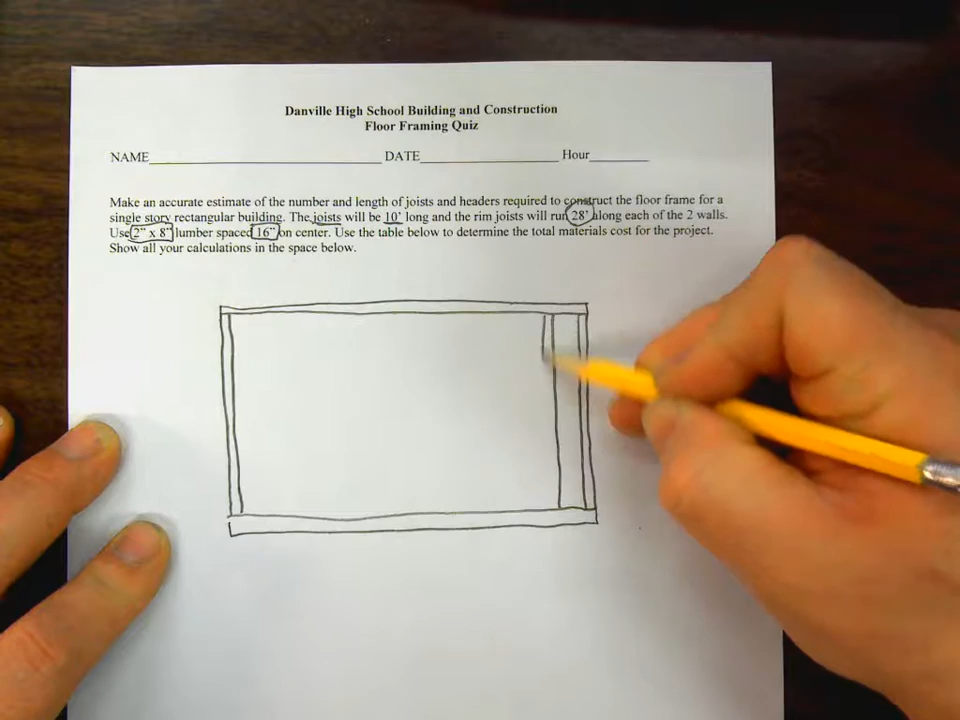 Danville High School Building and Construction
Floor Framing Quiz
NAME____________________ DATE____________________ Hour________
Make an accurate estimate of the number and length of joists and headers required to construct the floor frame for a
single story rectangular building. The joists will be 10' long and the rim joists will run 28' along each of the 2 walls.
Use 2" x 8" lumber spaced 16" on center. Use the table below to determine the total materials cost for the project.
Show all your calculations in the space below.